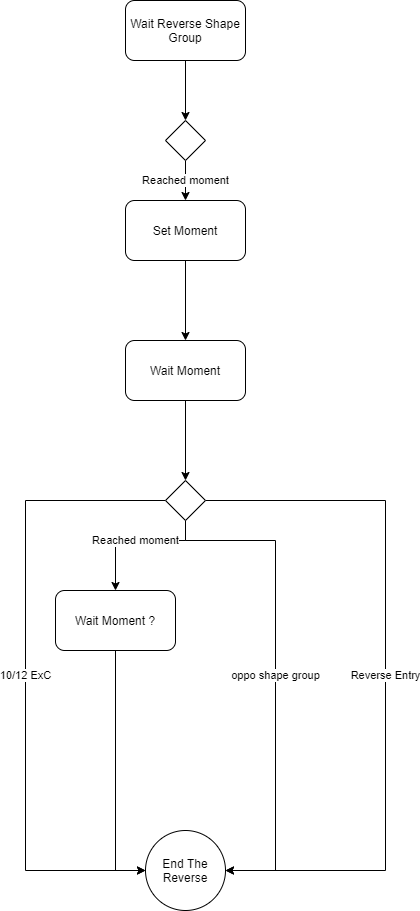 Wait Reverse Shape
Group
Reached moment
Set Moment
Wait Moment
Reached moment
Wait Moment ?
10/12 ExC
oppo shape group
Reverse Entry
End The
Reverse